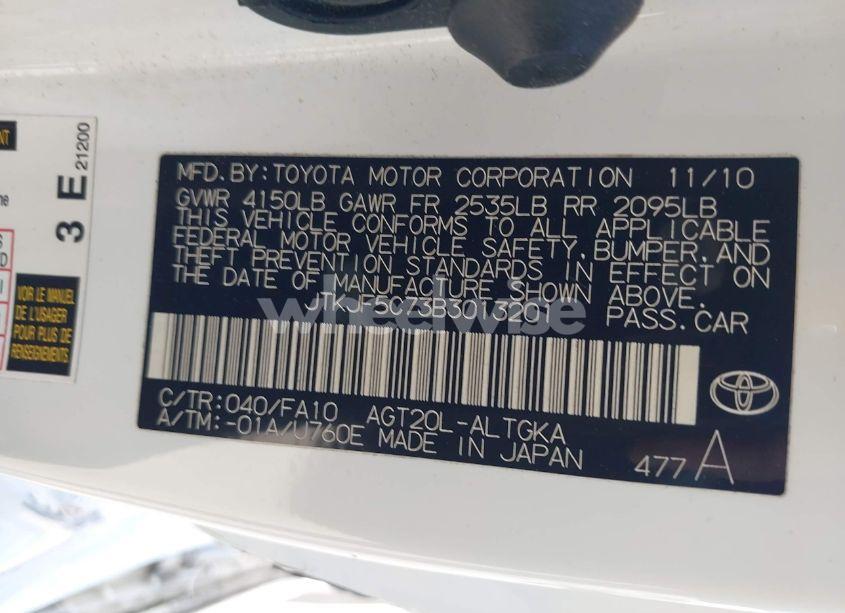 MFD. BY: TOYOTA MOTOR CORPORATION 11/10
GVWR 4150LB GAWR FR 2535LB RR 2095LB
THIS VEHICLE CONFORMS TO ALL APPLICABLE
FEDERAL MOTOR VEHICLE SAFETY, BUMPER, AND
THEFT PREVENTION STANDARDS IN EFFECT ON
THE DATE OF MANUFACTURE SHOWN ABOVE.
PASS. CAR
C/TR: 040/FA10 AGT20L-ALTGKA
A/TM: -01A/U760E MADE IN JAPAN
477 A
TOYOTA
wheelwise
3 E
21200
VOIR LE MANUEL
DE L'USAGER
POUR PLUS DE
RENSEIGNEMENTS